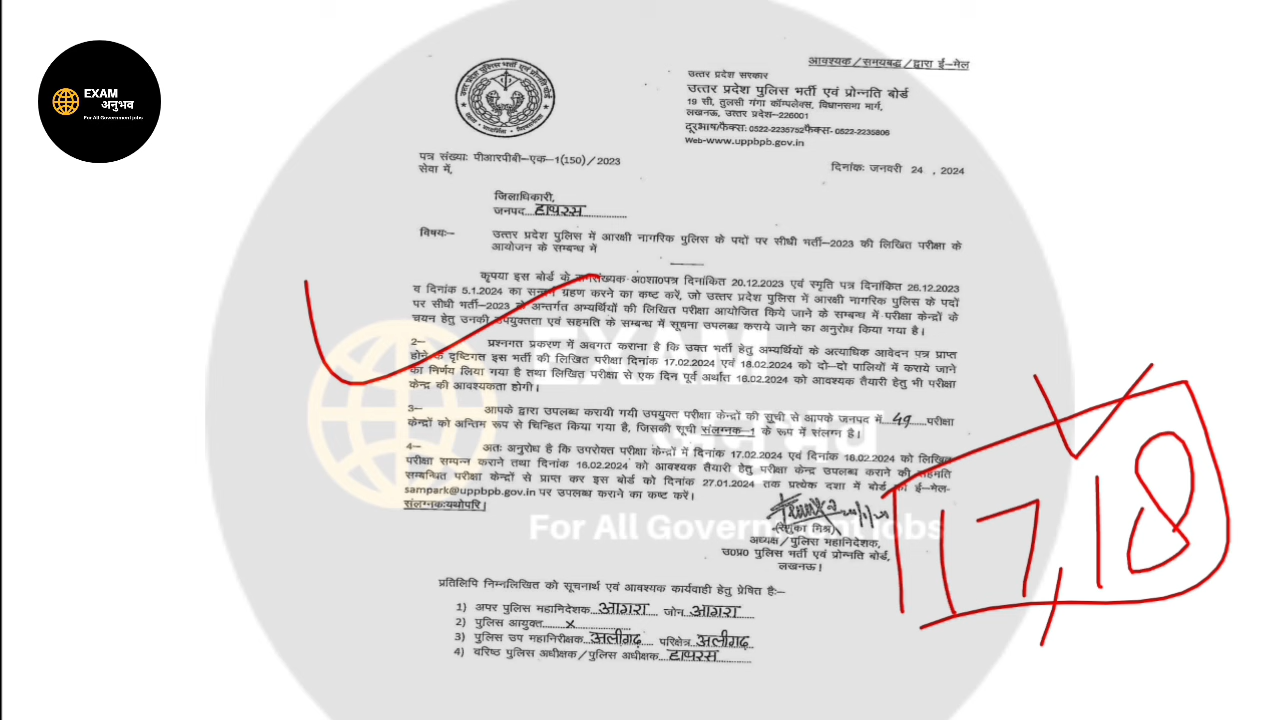 EXAM
अनुभव
For All Government jobs
आवश्यक/समयबद्ध/द्वारा ई-मेल
उत्तर प्रदेश सरकार
उत्तर प्रदेश पुलिस भर्ती एवं प्रोन्नति बोर्ड
19 सी, तुलसी गंगा कॉम्पलेक्स, विधानसभा मार्ग,
लखनऊ, उत्तर प्रदेश-226001
दूरभाष/फैक्स: 0522-2235752फैक्स- 0522-2235806
Web-www.uppbpb.gov.in
पत्र संख्याः पीआरपीबी-एक-1(150)/2023
दिनांकः जनवरी 24 , 2024
सेवा में,
जिलाधिकारी,
जनपद हाथरस
विषयः- उत्तर प्रदेश पुलिस में आरक्षी नागरिक पुलिस के पदों पर सीधी भर्ती-2023 की लिखित परीक्षा के
आयोजन के सम्बन्ध में
कृपया इस बोर्ड के अ०शा०पत्र दिनांकित 20.12.2023 एवं स्मृति पत्र दिनांकित 26.12.2023
व दिनांक 5.1.2024 का सन्दर्भ ग्रहण करने का कष्ट करें, जो उत्तर प्रदेश पुलिस में आरक्षी नागरिक पुलिस के पदों
पर सीधी भर्ती-2023 के अन्तर्गत अभ्यर्थियों की लिखित परीक्षा आयोजित किये जाने के सम्बन्ध में परीक्षा केन्द्रों के
चयन हेतु उनकी उपयुक्तता एवं सहमति के सम्बन्ध में सूचना उपलब्ध कराये जाने का अनुरोध किया गया है।
2- प्रश्नगत प्रकरण में अवगत कराना है कि उक्त भर्ती हेतु अभ्यर्थियों के अत्याधिक आवेदन पत्र प्राप्त
होने के दृष्टिगत इस भर्ती की लिखित परीक्षा दिनांक 17.02.2024 एवं 18.02.2024 को दो-दो पालियों में कराये जाने
का निर्णय लिया गया है तथा लिखित परीक्षा से एक दिन पूर्व अर्थात 16.02.2024 को आवश्यक तैयारी हेतु भी परीक्षा
केन्द्र की आवश्यकता होगी।
3- आपके द्वारा उपलब्ध करायी गयी उपयुक्त परीक्षा केन्द्रों की सूची से आपके जनपद में 49 परीक्षा
केन्द्रों को अन्तिम रूप से चिन्हित किया गया है, जिसकी सूची संलग्नक-1 के रूप में संलग्न है।
4- अतः अनुरोध है कि उपरोक्त परीक्षा केन्द्रों में दिनांक 17.02.2024 एवं दिनांक 18.02.2024 को लिखित
परीक्षा सम्पन्न कराने तथा दिनांक 16.02.2024 को आवश्यक तैयारी हेतु परीक्षा केन्द्र उपलब्ध कराने की सहमति
सम्बन्धित परीक्षा केन्द्रों से प्राप्त कर इस बोर्ड को दिनांक 27.01.2024 तक प्रत्येक दशा में बोर्ड की ई-मेल-
sampark@uppbpb.gov.in पर उपलब्ध कराने का कष्ट करें।
संलग्नकःयथोपरि।
(रेणुका मिश्र)
अध्यक्ष/पुलिस महानिदेशक,
उ०प्र० पुलिस भर्ती एवं प्रोन्नति बोर्ड,
लखनऊ।
17,18
EXAM
अनुभव
For All Government jobs
प्रतिलिपि निम्नलिखित को सूचनार्थ एवं आवश्यक कार्यवाही हेतु प्रेषित हैः-
1) अपर पुलिस महानिदेशक आगरा जोन आगरा
2) पुलिस आयुक्त x
3) पुलिस उप महानिरीक्षक अलीगढ़ परिक्षेत्र अलीगढ़
4) वरिष्ठ पुलिस अधीक्षक/पुलिस अधीक्षक हाथरस